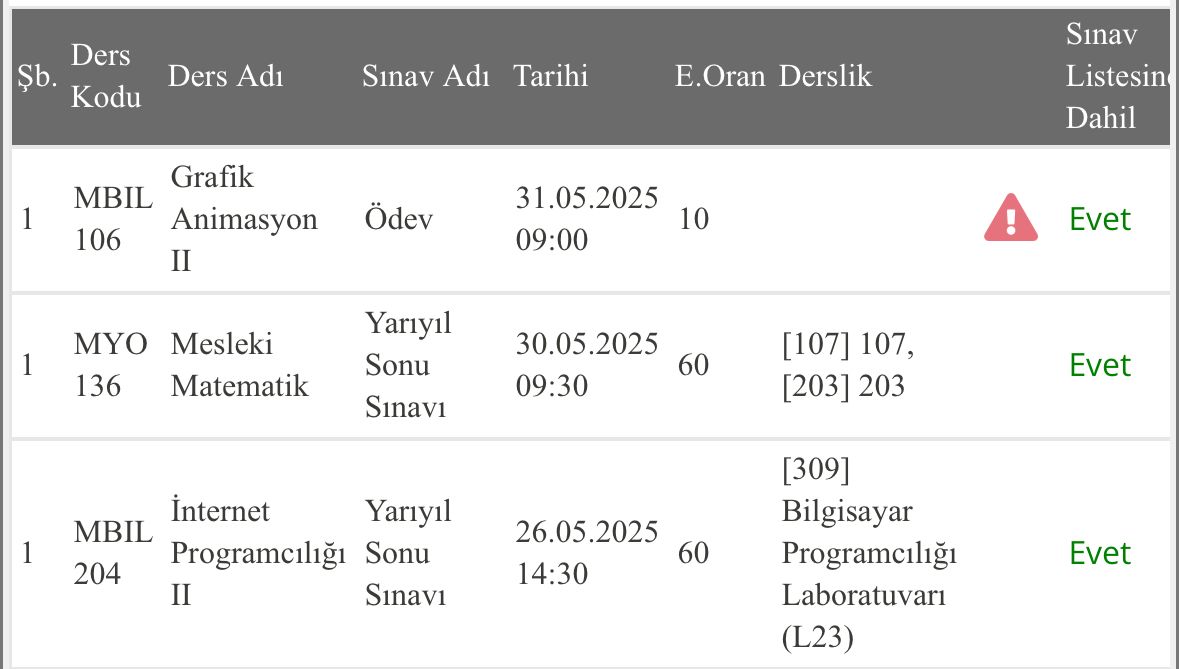 Şb. Ders Kodu Ders Adı Sınav Adı Tarihi E.Oran Derslik Sınav Listesine Dahil
1 MBIL 106 Grafik Animasyon II Ödev 31.05.2025 09:00 10 Evet
1 MYO 136 Mesleki Matematik Yarıyıl Sonu Sınavı 30.05.2025 09:30 60 [107] 107, [203] 203 Evet
1 MBIL 204 İnternet Programcılığı II Yarıyıl Sonu Sınavı 26.05.2025 14:30 60 [309] Bilgisayar Programcılığı Laboratuvarı (L23) Evet